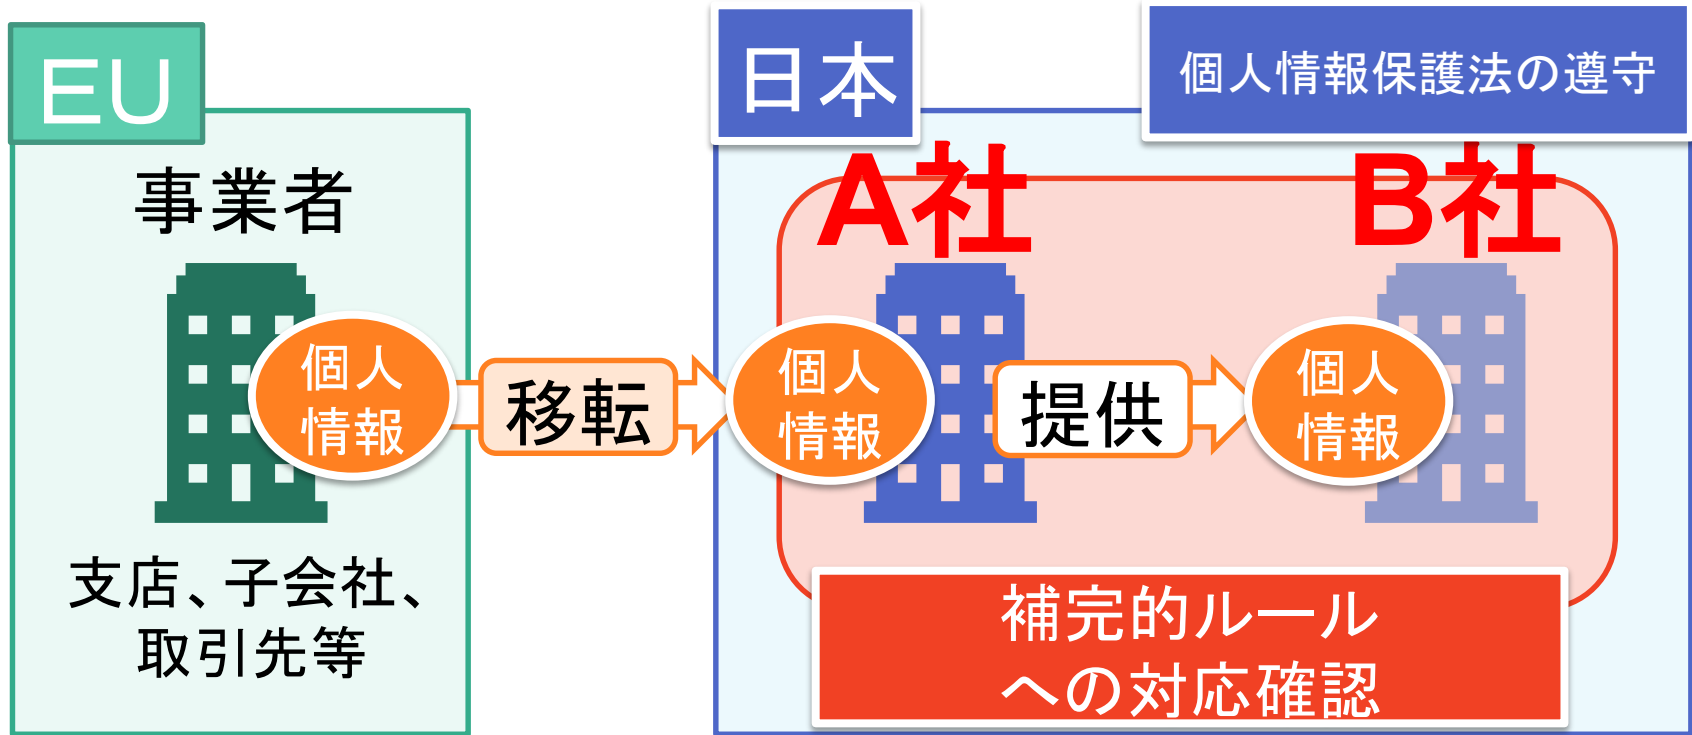 EU
事業者
個人
情報
支店、子会社、
取引先等
移転
日本
個人情報保護法の遵守
A社
B社
個人
情報
提供
個人
情報
補完的ルール
への対応確認